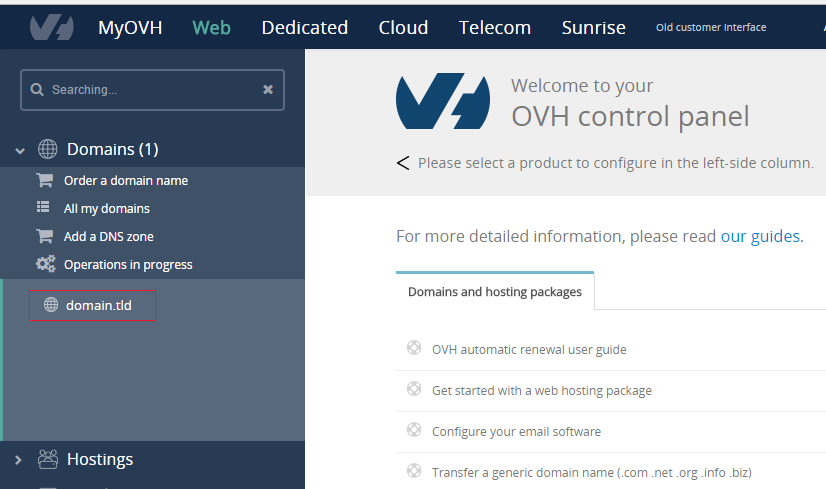 MyOVH Web Dedicated Cloud Telecom Sunrise Old customer Interface
Searching...
Domains (1)
Order a domain name
All my domains
Add a DNS zone
Operations in progress
domain.tld
Hostings
Welcome to your
OVH control panel
< Please select a product to configure in the left-side column.
For more detailed information, please read our guides.
Domains and hosting packages
OVH automatic renewal user guide
Get started with a web hosting package
Configure your email software
Transfer a generic domain name (.com .net .org .info .biz)